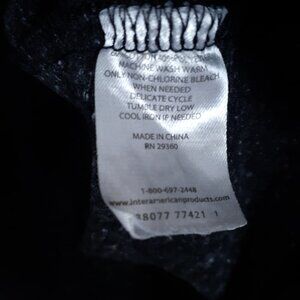 MACHINE WASH WARM
ONLY NON-CHLORINE BLEACH
WHEN NEEDED
DELICATE CYCLE
TUMBLE DRY LOW
COOL IRON IF NEEDED
MADE IN CHINA
RN 29360
1-800-697-2448
www.interamericanproducts.com
38077 77421 1